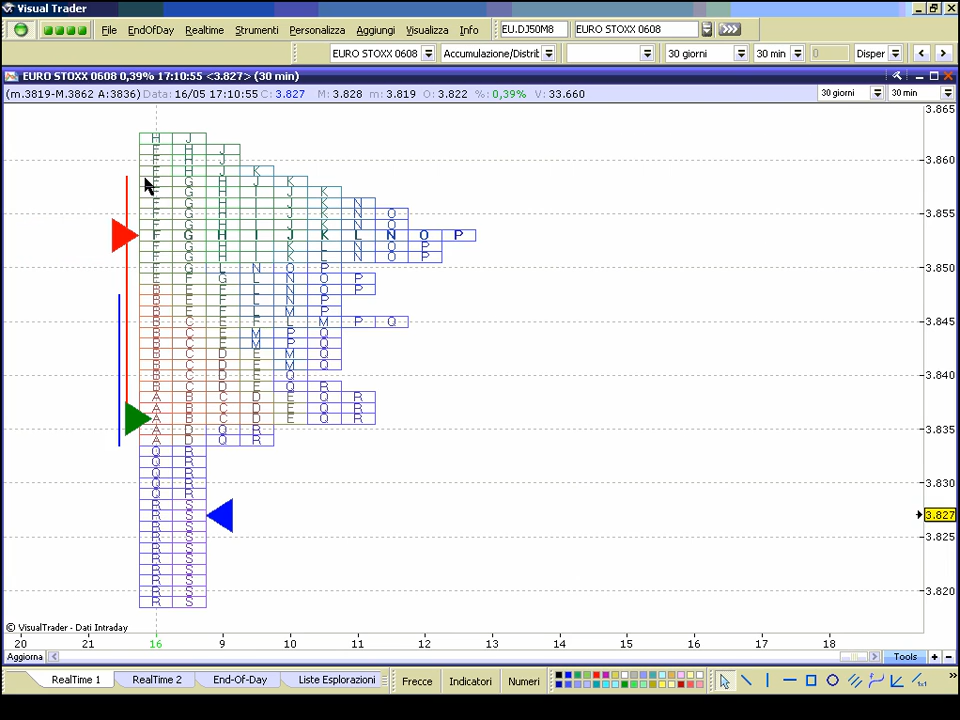 Visual Trader
File EndOfDay Realtime Strumenti Personalizza Aggiungi Visualizza Info EU.DJ50M8 EURO STOXX 0608
EURO STOXX 0608 Accumulazione/Distrib 30 giorni 30 min 0 Disper
EURO STOXX 0608 0,39% 17:10:55 <3.827> (30 min)
(m.3819-M.3862 A:3836) Data: 16/05 17:10:55 C: 3.827 M: 3.828 m: 3.819 O: 3.822 %: 0,39% V: 33.660 30 giorni 30 min
3.865
H J
F H J
3.860
F H J
E H J K
G H J K
G H I J K
F G H I J K N
F G H I J K N O
3.855
F G H I J K N O
F G H I J K L N O P
F G H I K L N O P
F G H I K L N O P
F G L N O P
3.850
E F G L N O P
B E F L N O P
B E F L N P
B E F L M P
B C E F L M P Q
3.845
B C E M P Q
B C E M P Q
B C D E M Q
B C D E M Q
B C D E Q
3.840
B C D E Q R
A B C D E Q R
A B C D E Q R
A B C D E Q R
A D Q R
3.835
A D Q R
Q R
Q R
Q R
Q R
3.830
Q R
R S
R S
3.827
R S
R S
3.825
R S
R S
R S
R S
R S
3.820
R S
© VisualTrader - Dati Intraday
20 21 16 9 10 11 12 13 14 15 16 17 18
Aggiorna Tools
RealTime 1 RealTime 2 End-Of-Day Liste Esplorazioni Frecce Indicatori Numeri